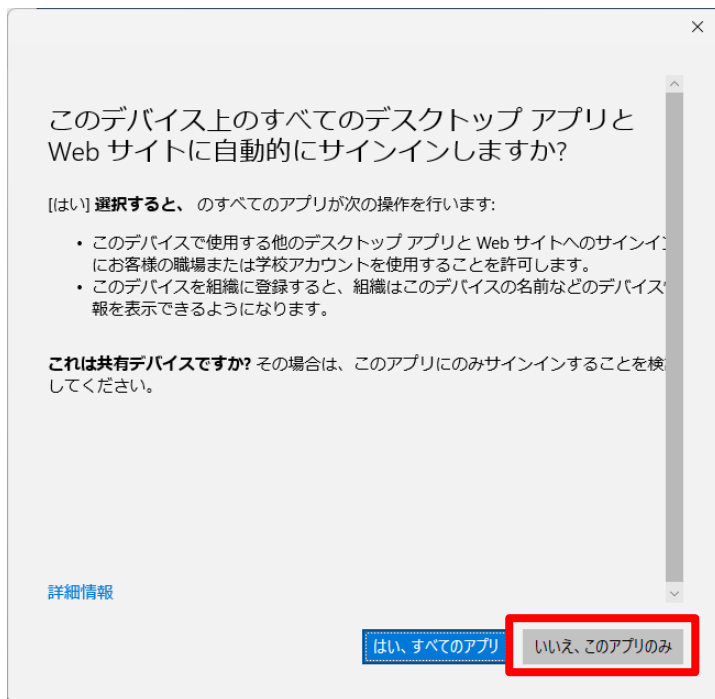 このデバイス上のすべてのデスクトップ アプリと
Web サイトに自動的にサインインしますか?
[はい] 選択すると、 のすべてのアプリが次の操作を行います:
• このデバイスで使用する他のデスクトップ アプリと Web サイトへのサインイ
にお客様の職場または学校アカウントを使用することを許可します。
• このデバイスを組織に登録すると、組織はこのデバイスの名前などのデバイス
報を表示できるようになります。
これは共有デバイスですか? その場合は、このアプリにのみサインインすることを検
してください。
詳細情報
はい、すべてのアプリ
いいえ、このアプリのみ